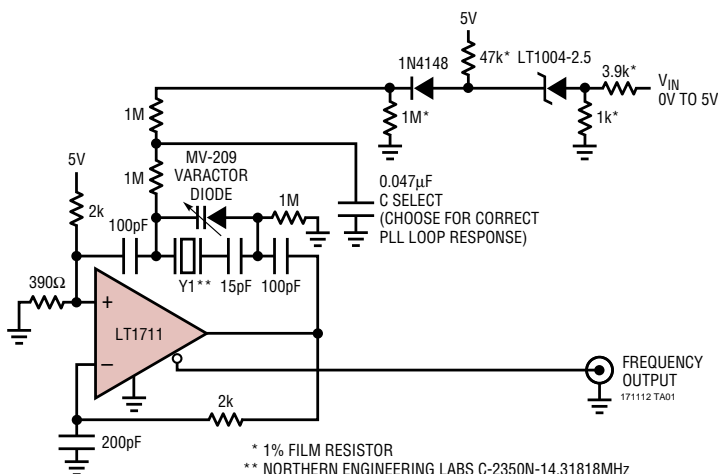 5V
1N4148
47k*
LT1004-2.5
3.9k*
VIN
0V TO 5V
1M
1M*
1k*
5V
1M
MV-209
VARACTOR
DIODE
0.047µF
C SELECT
(CHOOSE FOR CORRECT
PLL LOOP RESPONSE)
2k
100pF
1M
Y1**
15pF
100pF
390Ω
+
LT1711
–
FREQUENCY
OUTPUT
171112 TA01
2k
200pF
* 1% FILM RESISTOR
** NORTHERN ENGINEERING LABS C-2350N-14.31818MHz